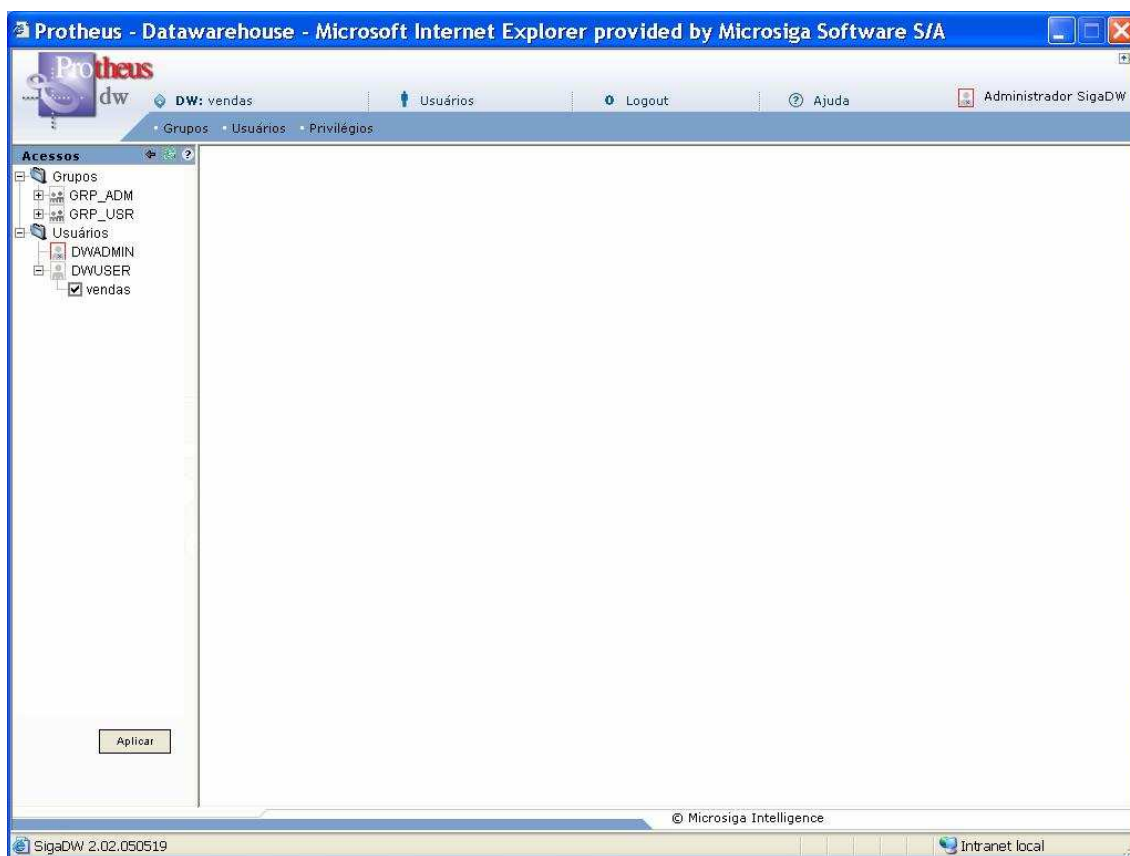 Protheus - Datawarehouse - Microsoft Internet Explorer provided by Microsiga Software S/A
Protheus
dw
DW: vendas
Usuários
Logout
Ajuda
Administrador SigaDW
Grupos
Usuários
Privilégios
Acessos
Grupos
GRP_ADM
GRP_USR
Usuários
DWADMIN
DWUSER
vendas
Aplicar
© Microsiga Intelligence
SigaDW 2.02.050519
Intranet local